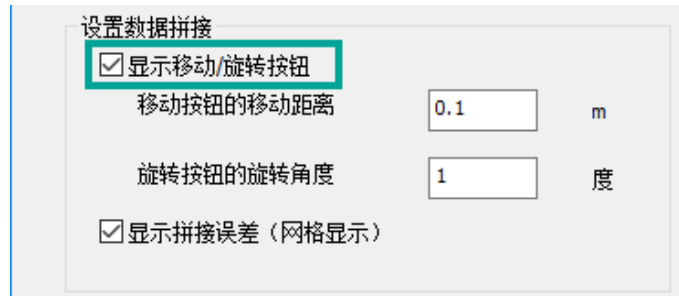 设置数据拼接
显示移动/旋转按钮
移动按钮的移动距离 0.1 m
旋转按钮的旋转角度 1 度
显示拼接误差（网格显示）